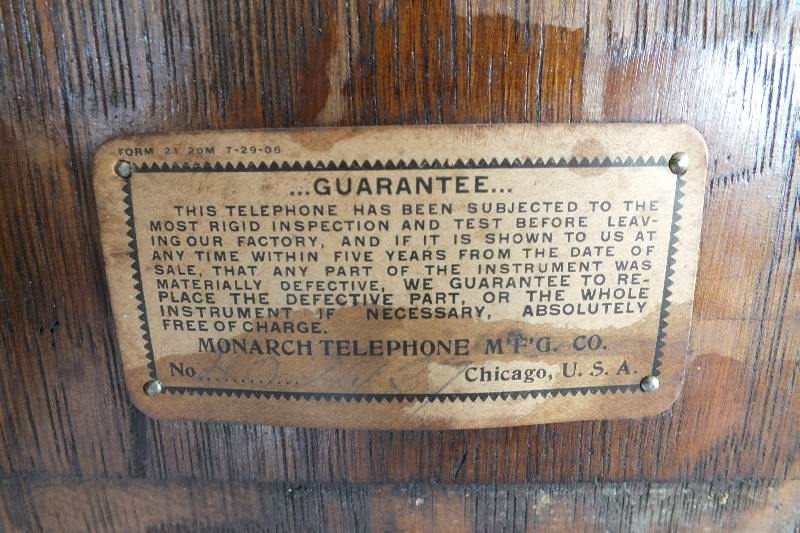 FORM 21 20M 7-29-06
...GUARANTEE...
THIS TELEPHONE HAS BEEN SUBJECTED TO THE
MOST RIGID INSPECTION AND TEST BEFORE LEAV-
ING OUR FACTORY, AND IF IT IS SHOWN TO US AT
ANY TIME WITHIN FIVE YEARS FROM THE DATE OF
SALE, THAT ANY PART OF THE INSTRUMENT WAS
MATERIALLY DEFECTIVE, WE GUARANTEE TO RE-
PLACE THE DEFECTIVE PART, OR THE WHOLE
INSTRUMENT IF NECESSARY, ABSOLUTELY
FREE OF CHARGE.
MONARCH TELEPHONE M'F'G. CO.
No. Chicago, U. S. A.